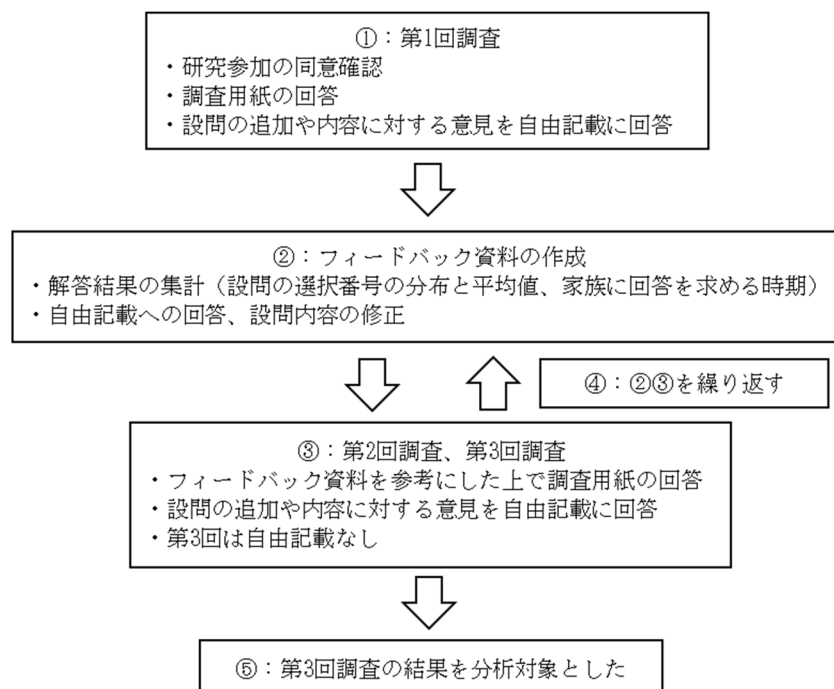 ①：第1回調査
・研究参加の同意確認
・調査用紙の回答
・設問の追加や内容に対する意見を自由記載に回答
②：フィードバック資料の作成
・解答結果の集計（設問の選択番号の分布と平均値、家族に回答を求める時期）
・自由記載への回答、設問内容の修正
④：②③を繰り返す
③：第2回調査、第3回調査
・フィードバック資料を参考にした上で調査用紙の回答
・設問の追加や内容に対する意見を自由記載に回答
・第3回は自由記載なし
⑤：第3回調査の結果を分析対象とした